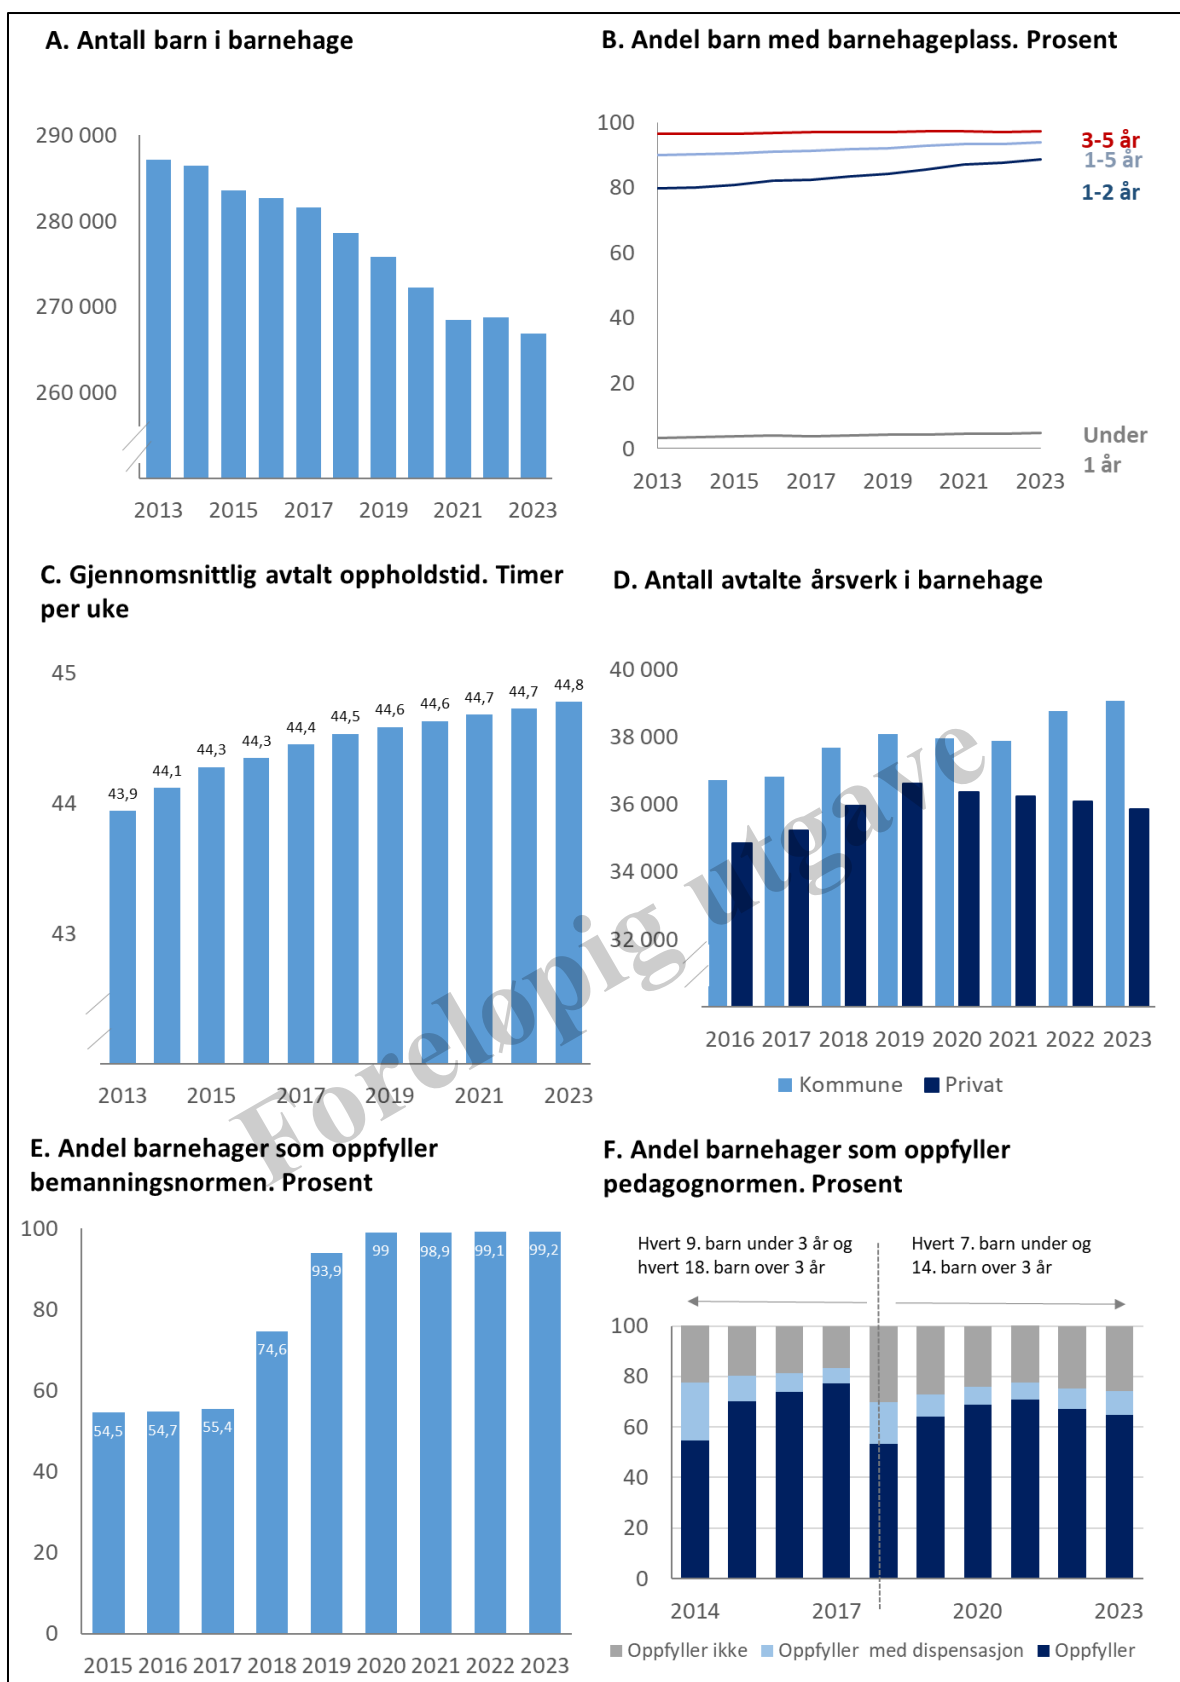 A. Antall barn i barnehage
290 000
280 000
270 000
260 000
2013 2015 2017 2019 2021 2023
B. Andel barn med barnehageplass. Prosent
100
80
60
40
20
0
3-5 år
1-5 år
1-2 år
Under
1 år
2013 2015 2017 2019 2021 2023
C. Gjennomsnittlig avtalt oppholdstid. Timer
per uke
45
44
43
43,9 44,1 44,3 44,3 44,4 44,5 44,6 44,6 44,7 44,7 44,8
2013 2015 2017 2019 2021 2023
D. Antall avtalte årsverk i barnehage
40 000
38 000
36 000
34 000
32 000
2016 2017 2018 2019 2020 2021 2022 2023
Kommune Privat
Foreløpig utgave
E. Andel barnehager som oppfyller
bemanningsnormen. Prosent
100
80
60
40
20
0
54,5 54,7 55,4 74,6 93,9 99 98,9 99,1 99,2
2015 2016 2017 2018 2019 2020 2021 2022 2023
F. Andel barnehager som oppfyller
pedagognormen. Prosent
Hvert 9. barn under 3 år og
hvert 18. barn over 3 år
Hvert 7. barn under og
14. barn over 3 år
100
80
60
40
20
0
2014 2017 2020 2023
Oppfyller ikke Oppfyller med dispensasjon Oppfyller